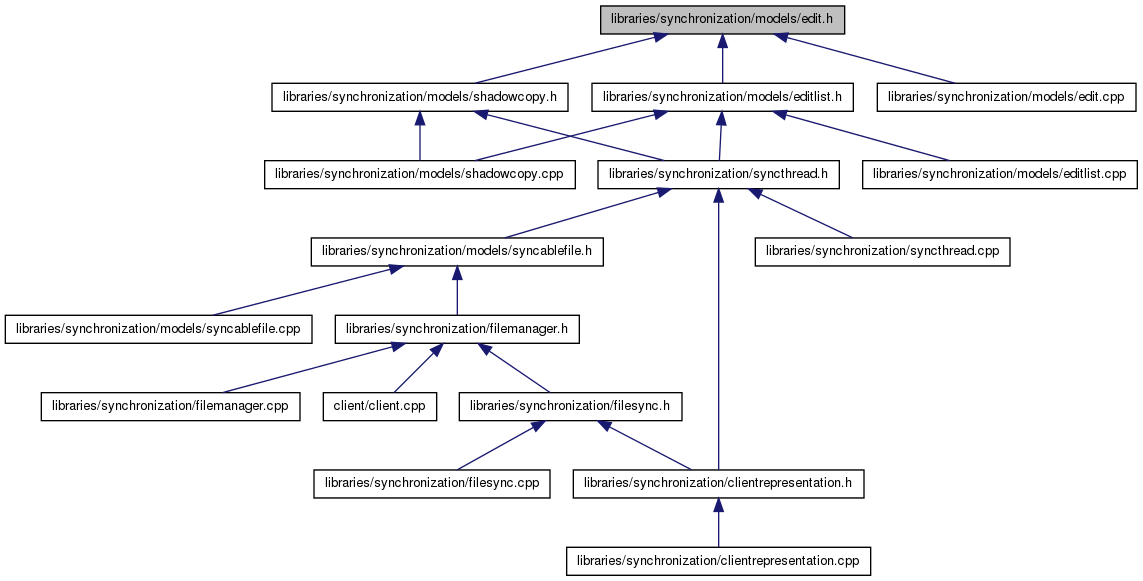 libraries/synchronization/models/edit.h
libraries/synchronization/models/shadowcopy.h
libraries/synchronization/models/editlist.h
libraries/synchronization/models/edit.cpp
libraries/synchronization/models/shadowcopy.cpp
libraries/synchronization/syncthread.h
libraries/synchronization/models/editlist.cpp
libraries/synchronization/models/syncablefile.h
libraries/synchronization/syncthread.cpp
libraries/synchronization/models/syncablefile.cpp
libraries/synchronization/filemanager.h
libraries/synchronization/filemanager.cpp
client/client.cpp
libraries/synchronization/filesync.h
libraries/synchronization/filesync.cpp
libraries/synchronization/clientrepresentation.h
libraries/synchronization/clientrepresentation.cpp